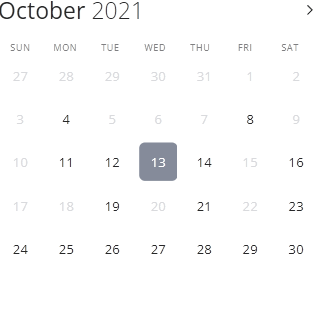 October 2021
SUN MON TUE WED THU FRI SAT
27 28 29 30 31 1 2
3 4 5 6 7 8 9
10 11 12 13 14 15 16
17 18 19 20 21 22 23
24 25 26 27 28 29 30